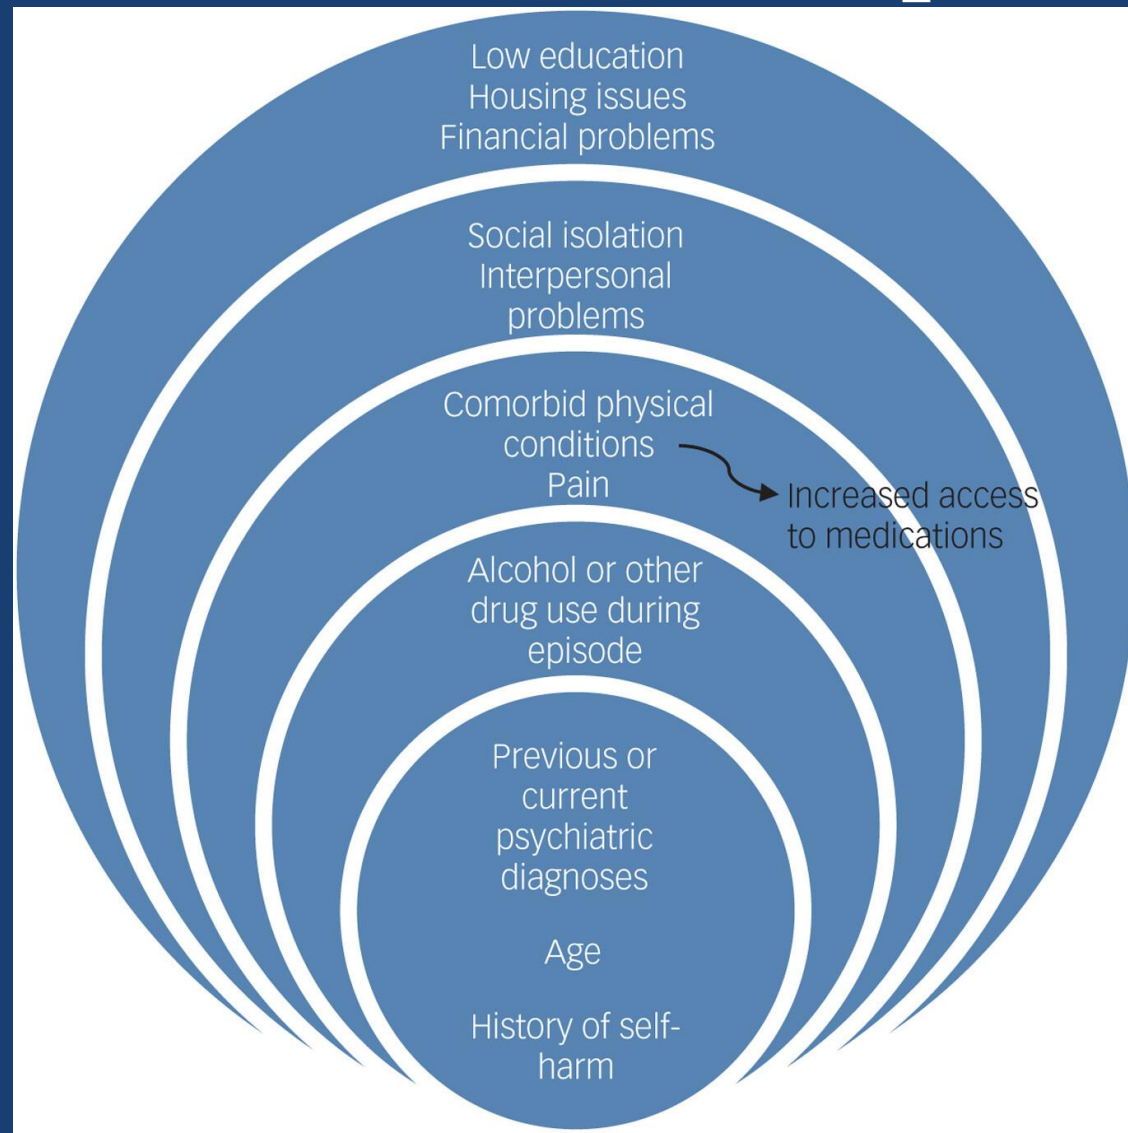 Low education
Housing issues
Financial problems
Social isolation
Interpersonal
problems
Comorbid physical
conditions
Pain
Increased access
to medications
Alcohol or other
drug use during
episode
Previous or
current
psychiatric
diagnoses
Age
History of self-
harm